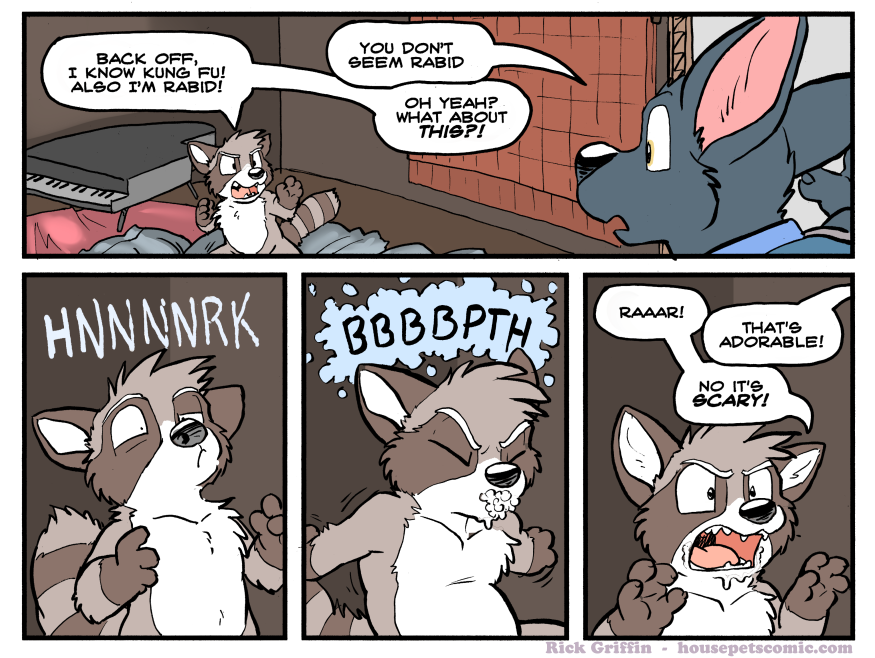 BACK OFF,
I KNOW KUNG FU!
ALSO I'M RABID!
YOU DON'T
SEEM RABID
OH YEAH?
WHAT ABOUT
THIS?!
HNNNNRK
BBBBPTH
RAAAR!
THAT'S
ADORABLE!
NO IT'S
SCARY!
Rick Griffin - housepetscomic.com